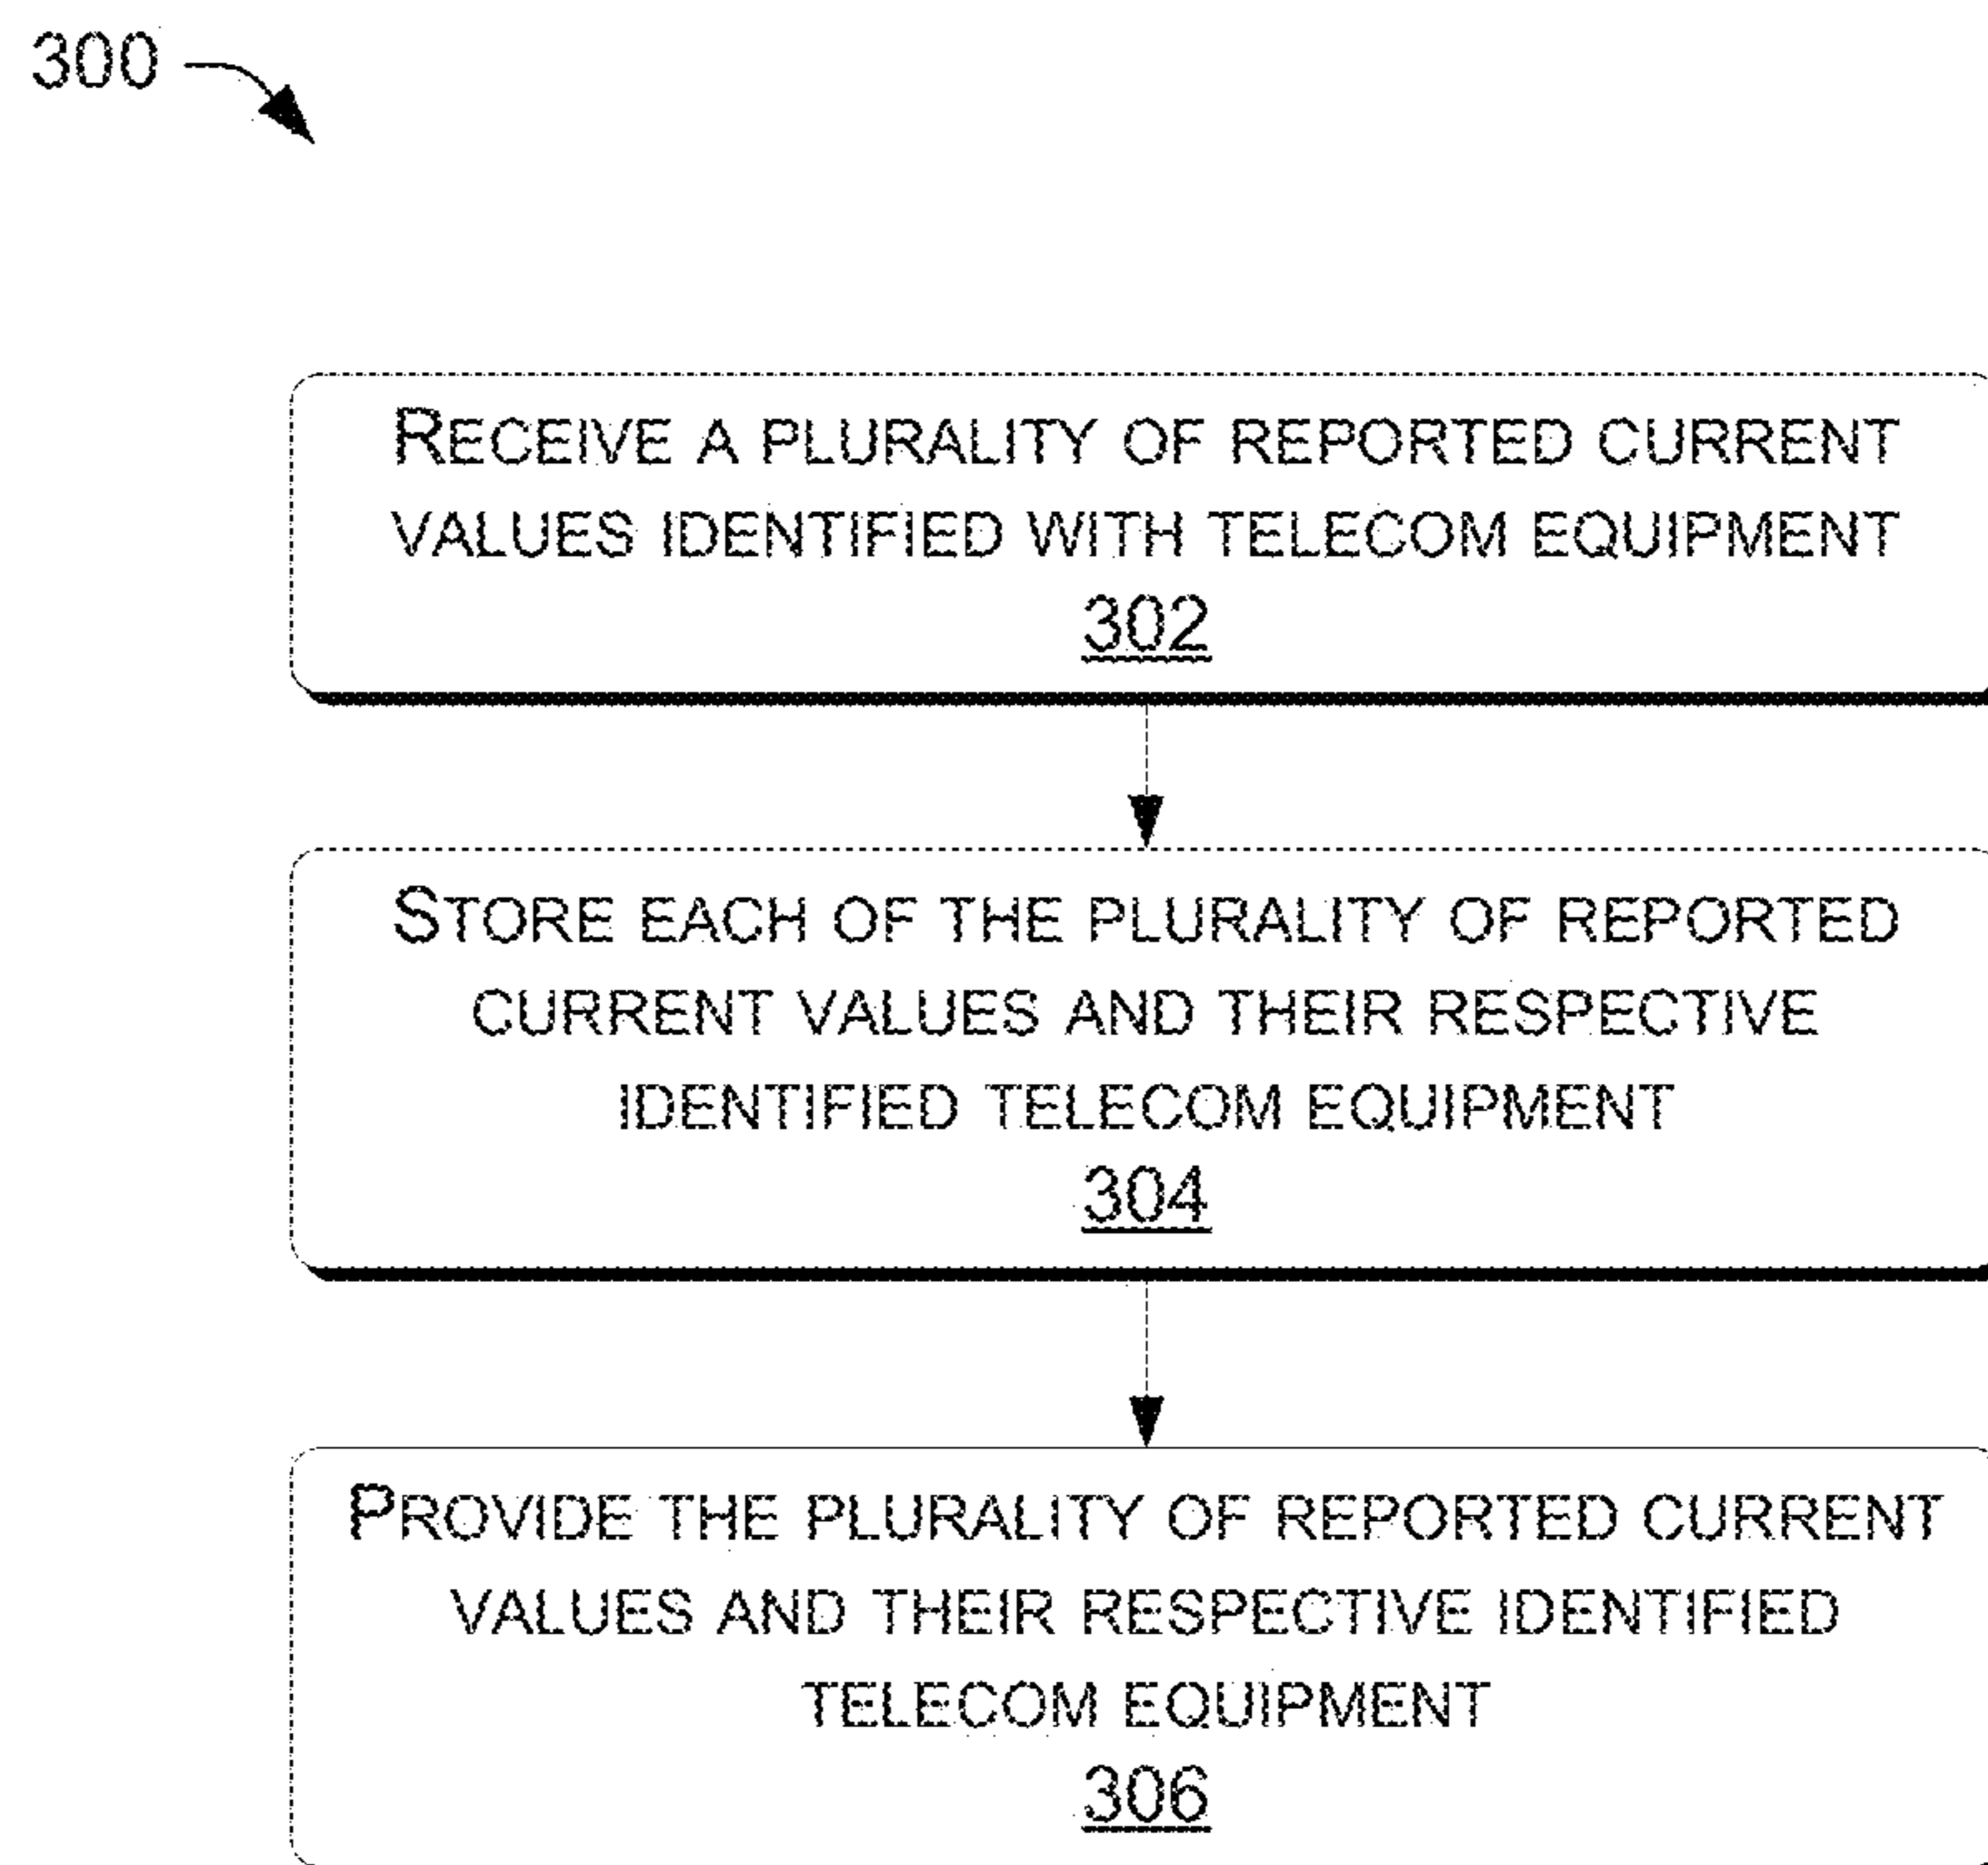 300
RECEIVE A PLURALITY OF REPORTED CURRENT
VALUES IDENTIFIED WITH TELECOM EQUIPMENT
302
STORE EACH OF THE PLURALITY OF REPORTED
CURRENT VALUES AND THEIR RESPECTIVE
IDENTIFIED TELECOM EQUIPMENT
304
PROVIDE THE PLURALITY OF REPORTED CURRENT
VALUES AND THEIR RESPECTIVE IDENTIFIED
TELECOM EQUIPMENT
306